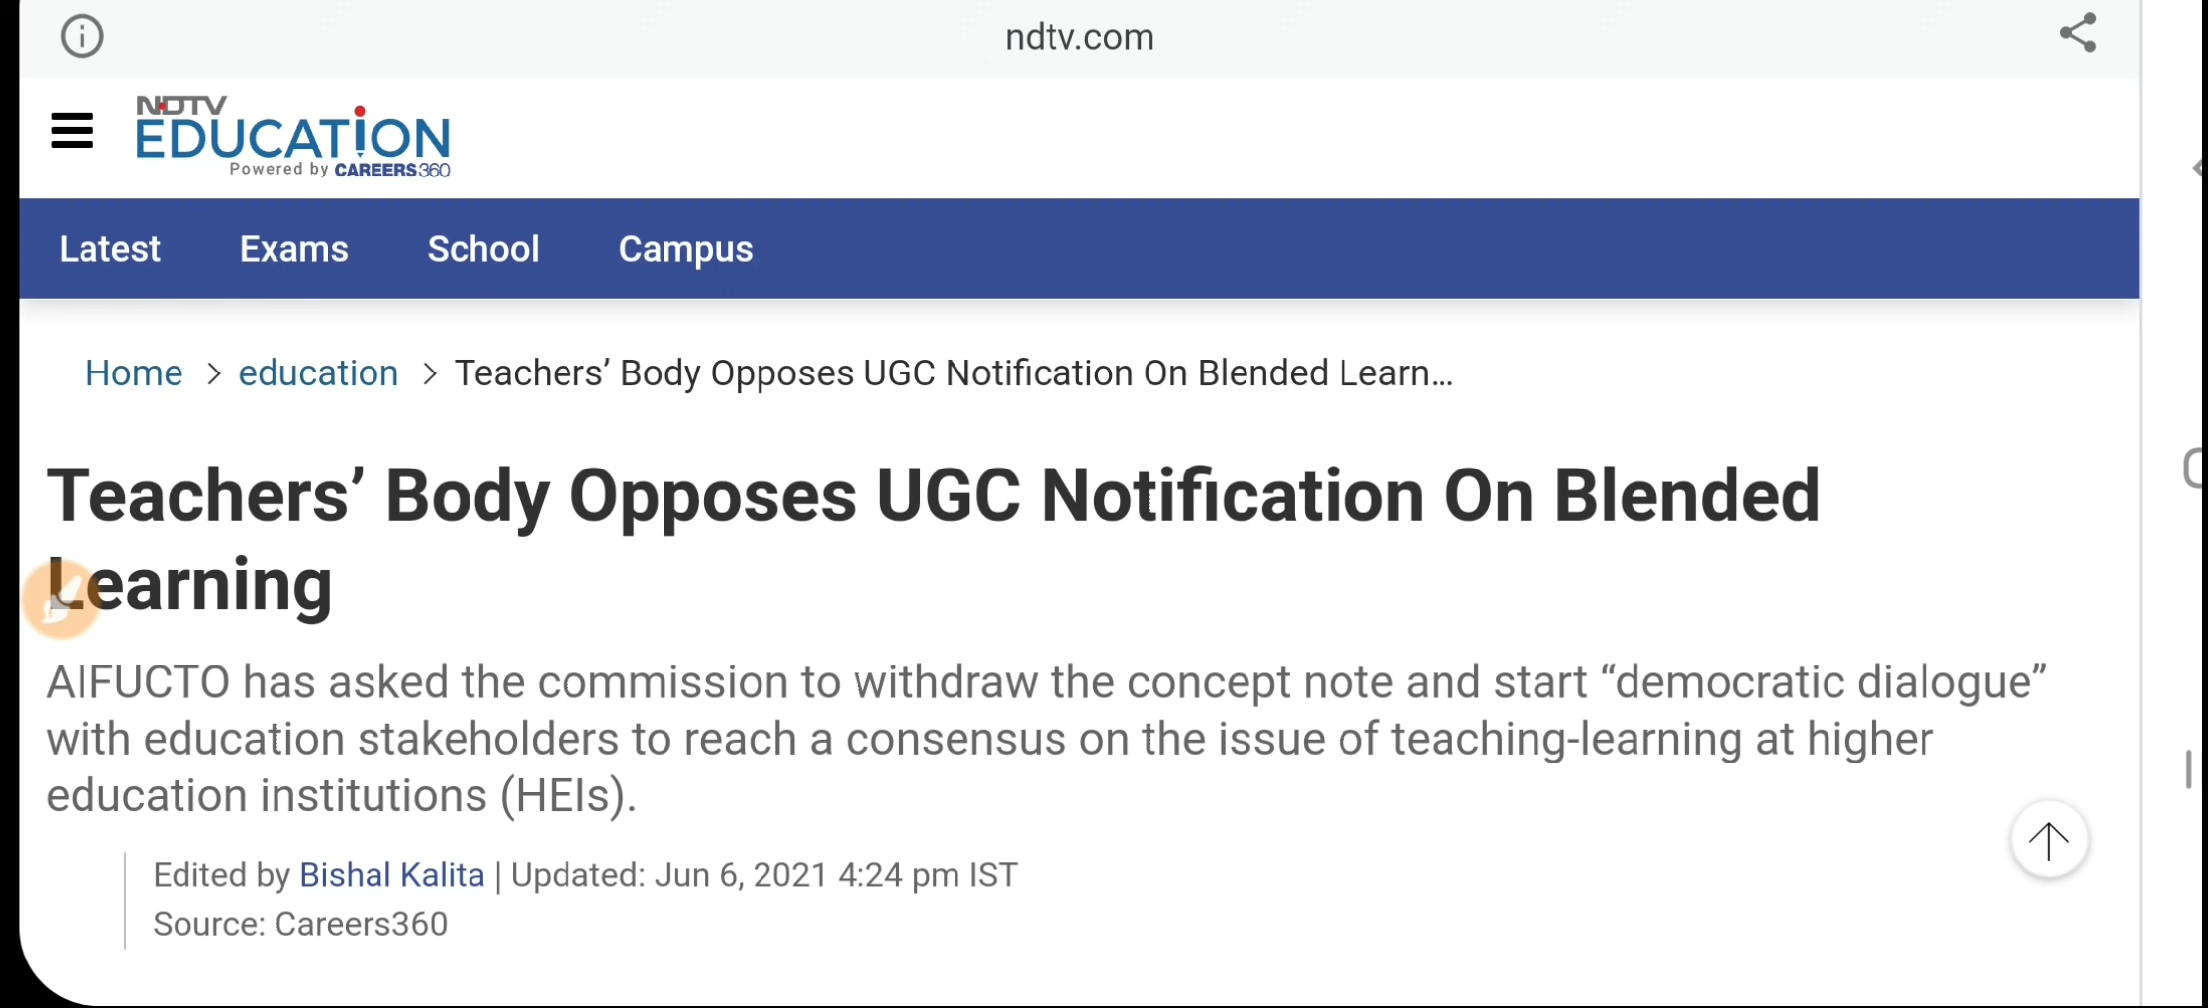 ndtv.com
NDTV
EDUCATION
Powered by CAREERS360
Latest Exams School Campus
Home > education > Teachers’ Body Opposes UGC Notification On Blended Learn...
Teachers’ Body Opposes UGC Notification On Blended
Learning
AIFUCTO has asked the commission to withdraw the concept note and start “democratic dialogue”
with education stakeholders to reach a consensus on the issue of teaching-learning at higher
education institutions (HEIs).
Edited by Bishal Kalita | Updated: Jun 6, 2021 4:24 pm IST
Source: Careers360